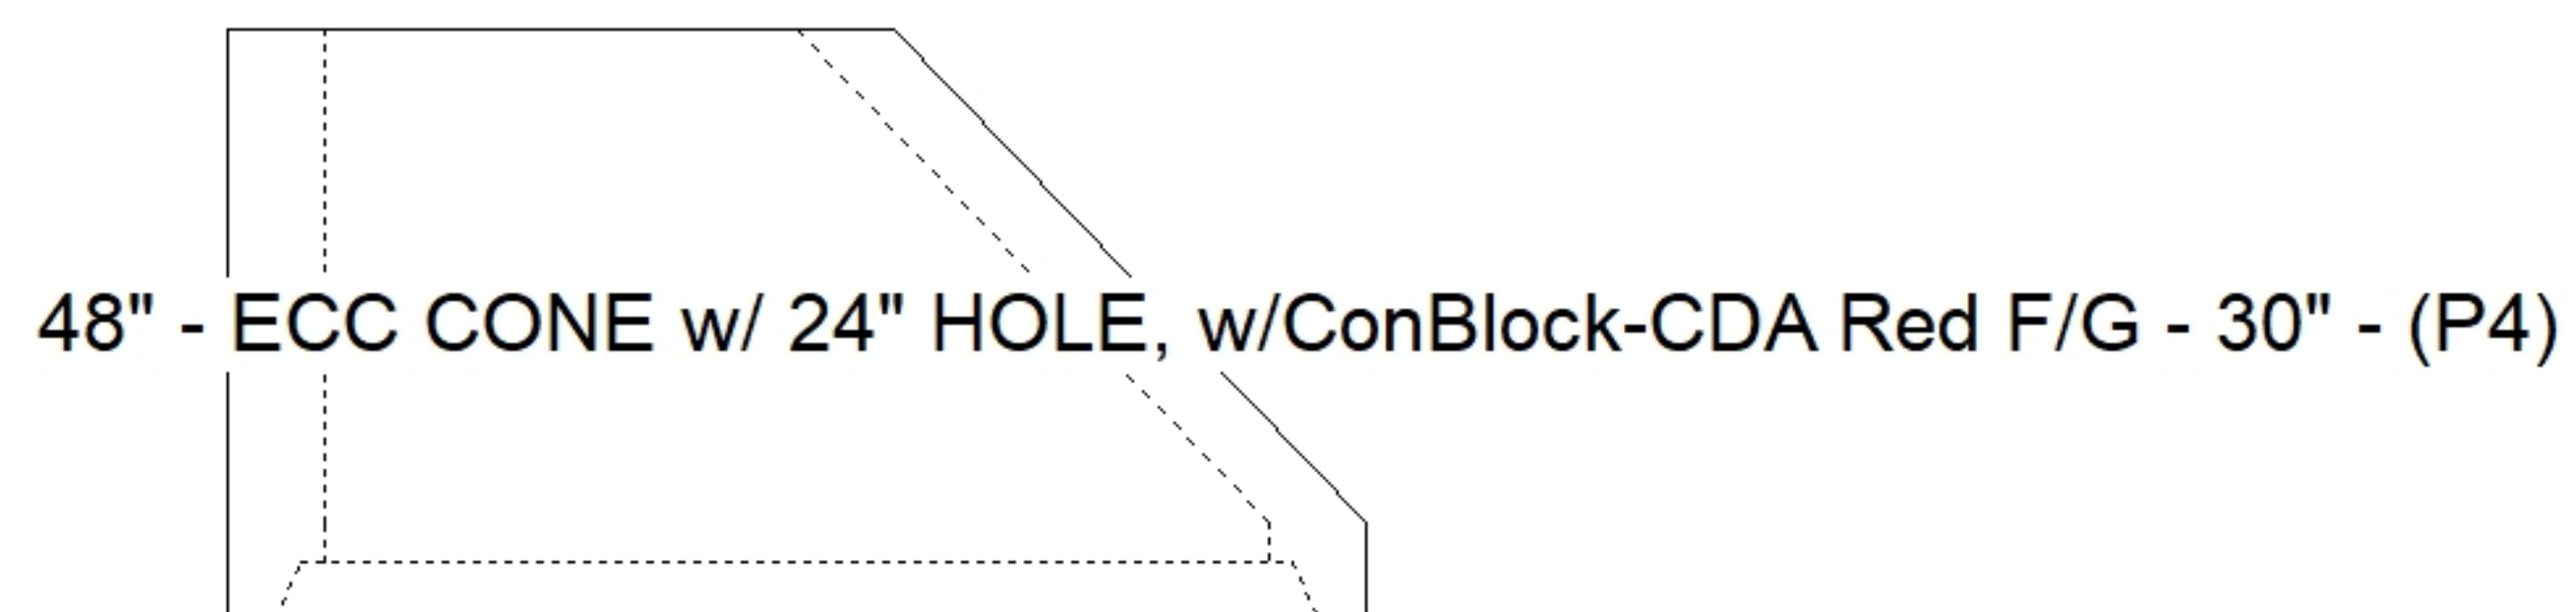 48" - ECC CONE w/ 24" HOLE, w/ConBlock-CDA Red F/G - 30" - (P4)